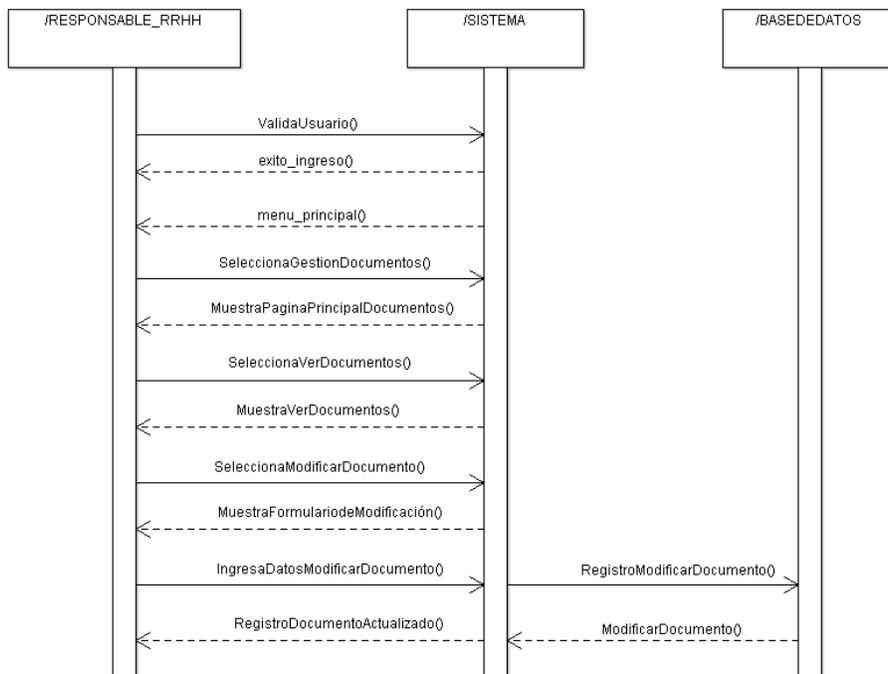 /RESPONSABLE_RRHH
/SISTEMA
/BASEDEDATOS
ValidaUsuario()
exito_ingreso()
menu_principal()
SeleccionaGestionDocumentos()
MuestraPaginaPrincipalDocumentos()
SeleccionaVerDocumentos()
MuestraVerDocumentos()
SeleccionaModificarDocumento()
MuestraFormulariodeModificación()
IngresaDatosModificarDocumento()
RegistroModificarDocumento()
RegistroDocumentoActualizado()
ModificarDocumento()